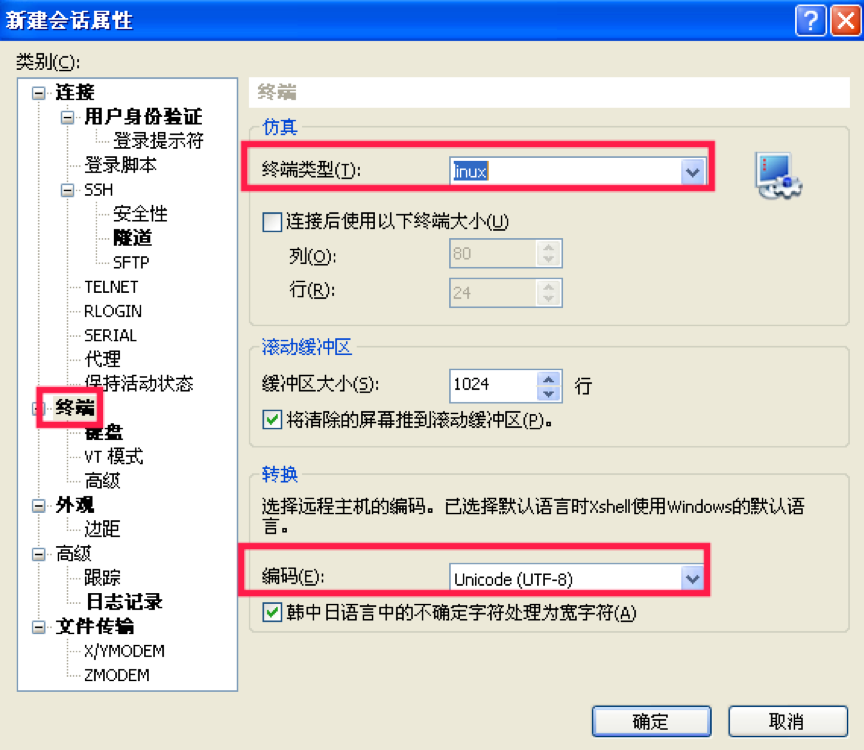 新建会话属性
类别(C):
连接
用户身份验证
登录提示符
登录脚本
SSH
安全性
隧道
SFTP
TELNET
RLOGIN
SERIAL
代理
保持活动状态
终端
键盘
VT 模式
高级
外观
边距
高级
跟踪
日志记录
文件传输
X/YMODEM
ZMODEM
终端
仿真
终端类型(T):
linux
连接后使用以下终端大小(U)
列(O):
80
行(R):
24
滚动缓冲区
缓冲区大小(S):
1024
行
将清除的屏幕推到滚动缓冲区(P)。
转换
选择远程主机的编码。已选择默认语言时Xshell使用Windows的默认语
言。
编码(E):
Unicode (UTF-8)
韩中日语言中的不确定字符处理为宽字符(A)
确定
取消